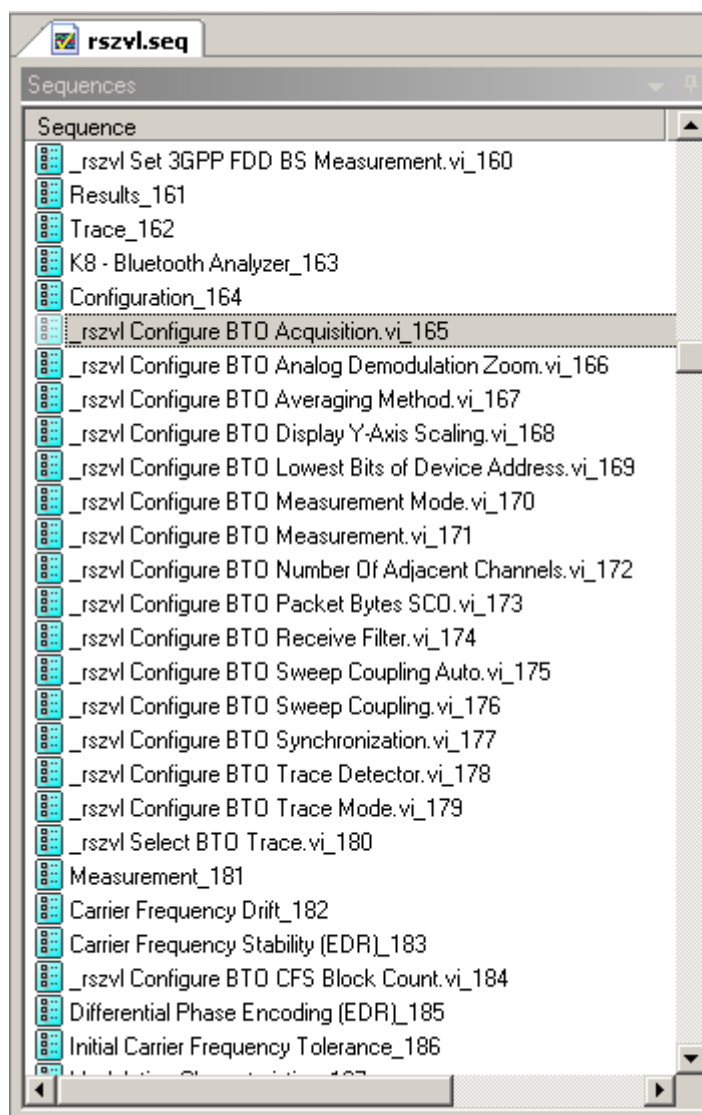 rszvl.seq
Sequences
Sequence
_rszvl Set 3GPP FDD BS Measurement.vi_160
Results_161
Trace_162
K8 - Bluetooth Analyzer_163
Configuration_164
_rszvl Configure BTO Acquisition.vi_165
_rszvl Configure BTO Analog Demodulation Zoom.vi_166
_rszvl Configure BTO Averaging Method.vi_167
_rszvl Configure BTO Display Y-Axis Scaling.vi_168
_rszvl Configure BTO Lowest Bits of Device Address.vi_169
_rszvl Configure BTO Measurement Mode.vi_170
_rszvl Configure BTO Measurement.vi_171
_rszvl Configure BTO Number Of Adjacent Channels.vi_172
_rszvl Configure BTO Packet Bytes SCO.vi_173
_rszvl Configure BTO Receive Filter.vi_174
_rszvl Configure BTO Sweep Coupling Auto.vi_175
_rszvl Configure BTO Sweep Coupling.vi_176
_rszvl Configure BTO Synchronization.vi_177
_rszvl Configure BTO Trace Detector.vi_178
_rszvl Configure BTO Trace Mode.vi_179
_rszvl Select BTO Trace.vi_180
Measurement_181
Carrier Frequency Drift_182
Carrier Frequency Stability (EDR)_183
_rszvl Configure BTO CFS Block Count.vi_184
Differential Phase Encoding (EDR)_185
Initial Carrier Frequency Tolerance_186